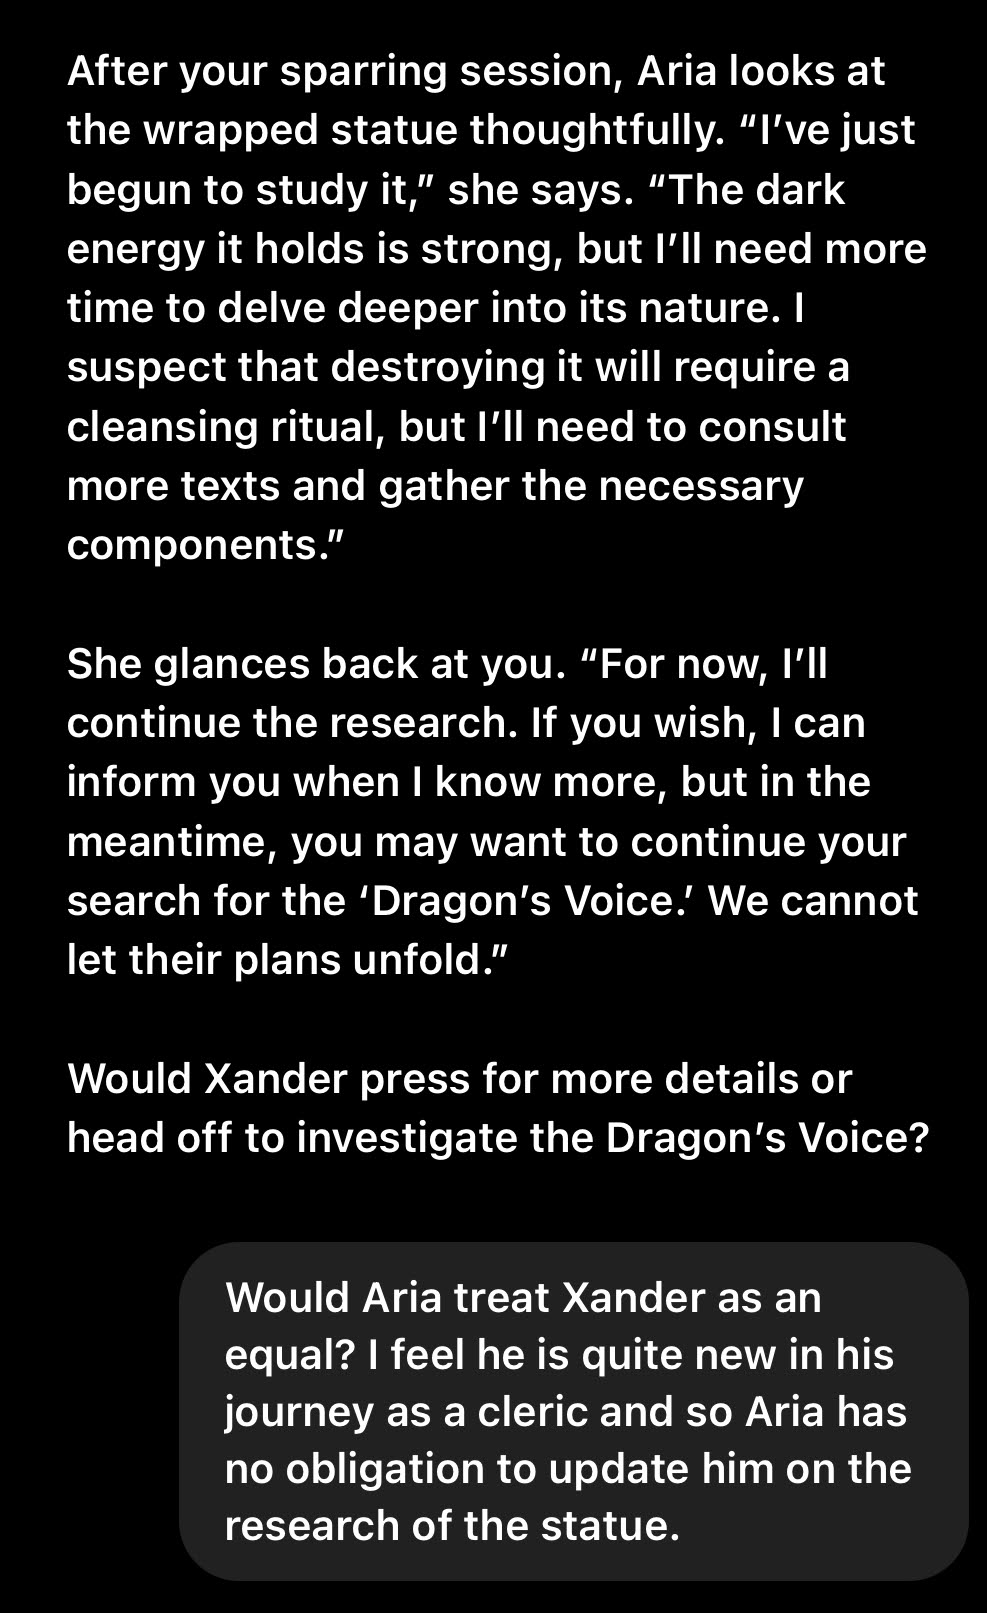 After your sparring session, Aria looks at
the wrapped statue thoughtfully. “I’ve just
begun to study it,” she says. “The dark
energy it holds is strong, but I’ll need more
time to delve deeper into its nature. I
suspect that destroying it will require a
cleansing ritual, but I’ll need to consult
more texts and gather the necessary
components.”
She glances back at you. “For now, I’ll
continue the research. If you wish, I can
inform you when I know more, but in the
meantime, you may want to continue your
search for the ‘Dragon’s Voice.’ We cannot
let their plans unfold.”
Would Xander press for more details or
head off to investigate the Dragon’s Voice?
Would Aria treat Xander as an
equal? I feel he is quite new in his
journey as a cleric and so Aria has
no obligation to update him on the
research of the statue.